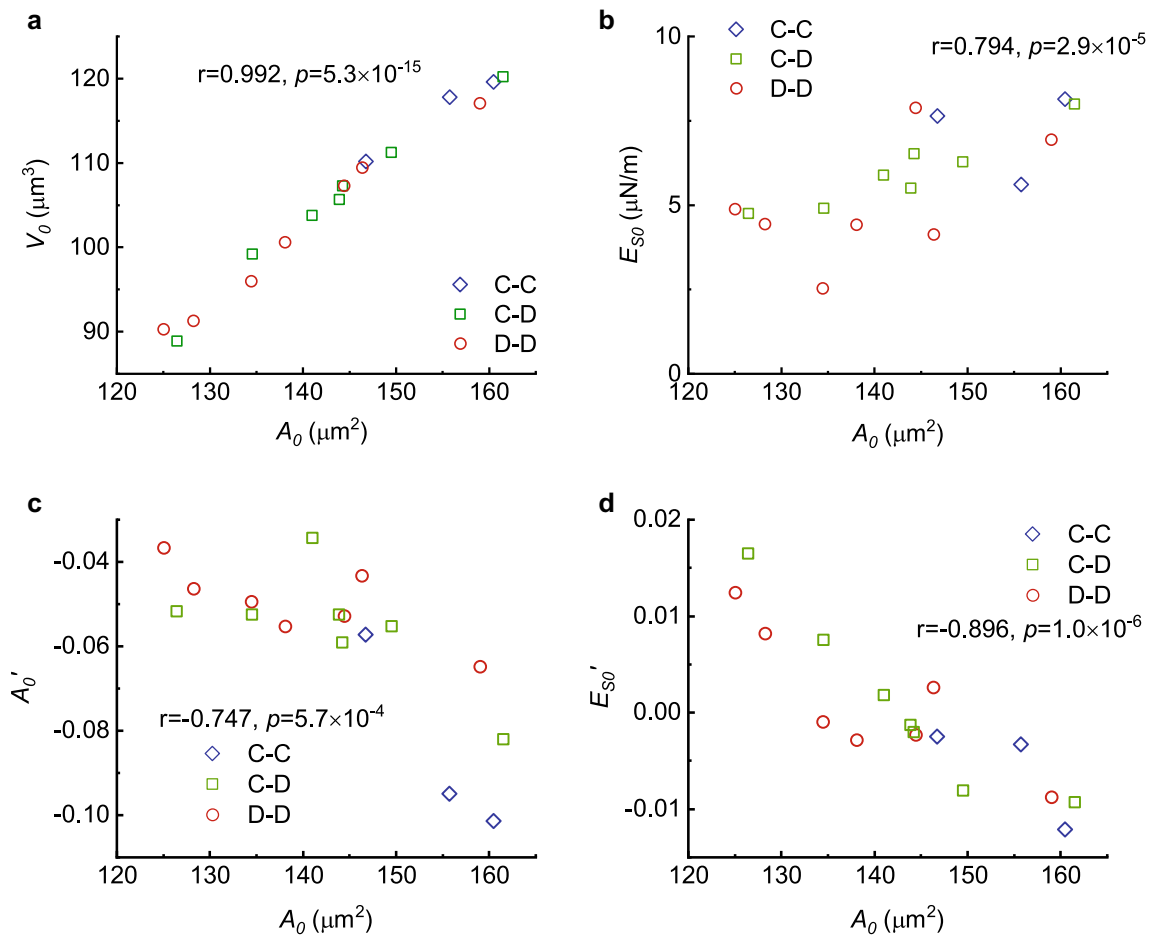 a
r=0.992, p=5.3×10-15
120
110
100
90
V0 (μm3)
C-C
C-D
D-D
120 130 140 150 160
A0 (μm2)
b
C-C
C-D
D-D
r=0.794, p=2.9×10-5
10
5
0
ES0 (μN/m)
120 130 140 150 160
A0 (μm2)
c
-0.04
-0.06
-0.08
-0.10
A0'
r=-0.747, p=5.7×10-4
C-C
C-D
D-D
120 130 140 150 160
A0 (μm2)
d
0.02
0.01
0.00
-0.01
ES0'
C-C
C-D
D-D
r=-0.896, p=1.0×10-6
120 130 140 150 160
A0 (μm2)